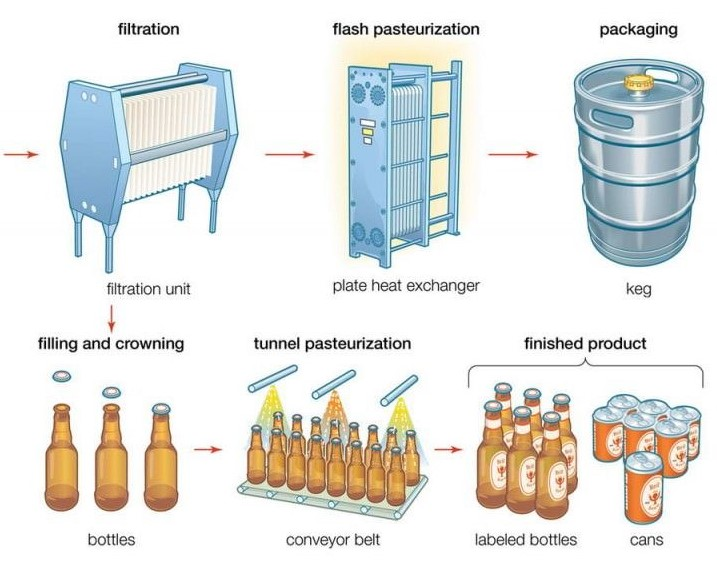 filtration
flash pasteurization
packaging
filtration unit
plate heat exchanger
keg
filling and crowning
tunnel pasteurization
finished product
bottles
conveyor belt
labeled bottles
cans